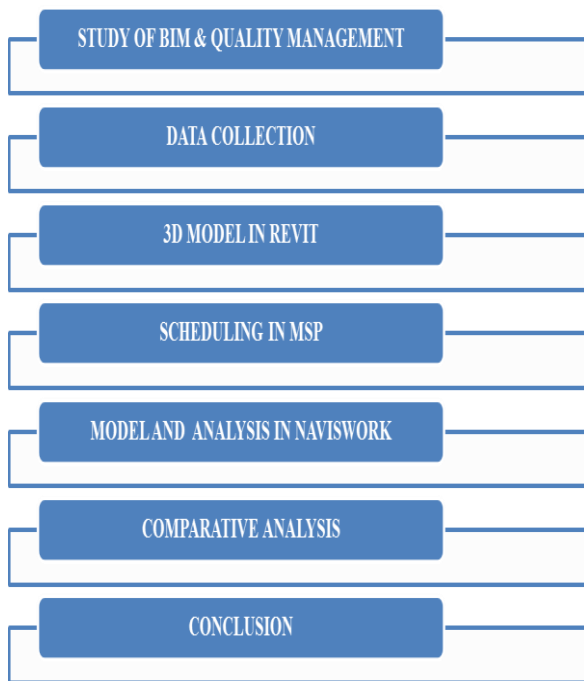 STUDY OF BIM & QUALITY MANAGEMENT
DATA COLLECTION
3D MODEL IN REVIT
SCHEDULING IN MSP
MODEL AND ANALYSIS IN NAVISWORK
COMPARATIVE ANALYSIS
CONCLUSION